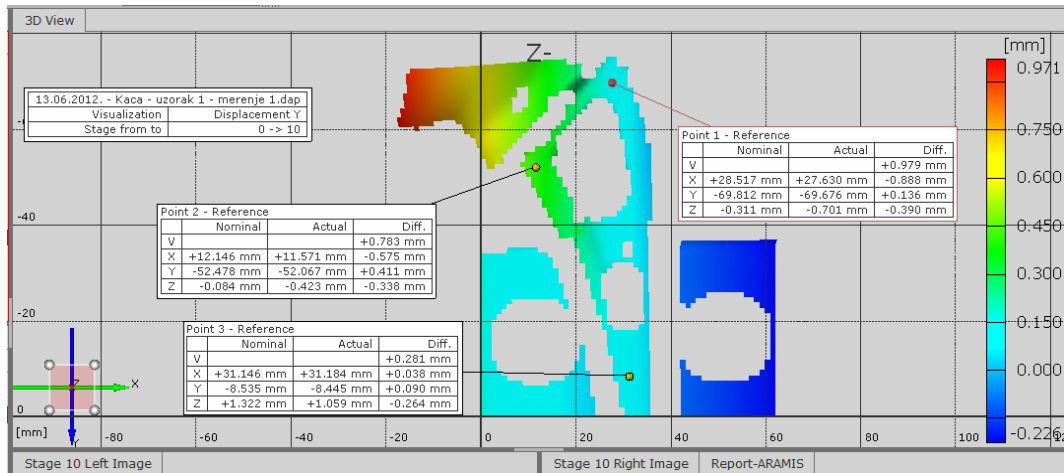 3D View
[mm]
Z-
0.971
13.06.2012. - Kaca - uzorak 1 - merenje 1.dap
Visualization Displacement Y
Stage from to 0 -> 10
0.750
Point 1 - Reference
Nominal Actual Diff.
V +0.979 mm
X +28.517 mm +27.630 mm -0.888 mm
Y -69.812 mm -69.676 mm +0.136 mm
Z -0.311 mm -0.701 mm -0.390 mm
0.600
0.450
-40
Point 2 - Reference
Nominal Actual Diff.
V +0.783 mm
X +12.146 mm +11.571 mm -0.575 mm
Y -52.478 mm -52.067 mm +0.411 mm
Z -0.084 mm -0.423 mm -0.338 mm
0.300
-20
0.150
Point 3 - Reference
Nominal Actual Diff.
V +0.281 mm
X +31.146 mm +31.184 mm +0.038 mm
Y -8.535 mm -8.445 mm +0.090 mm
Z +1.322 mm +1.059 mm -0.264 mm
0.000
Z X
0
-0.226
[mm] -80 -60 -40 -20 0 20 40 60 80 100
Y
Stage 10 Left Image Stage 10 Right Image Report-ARAMIS